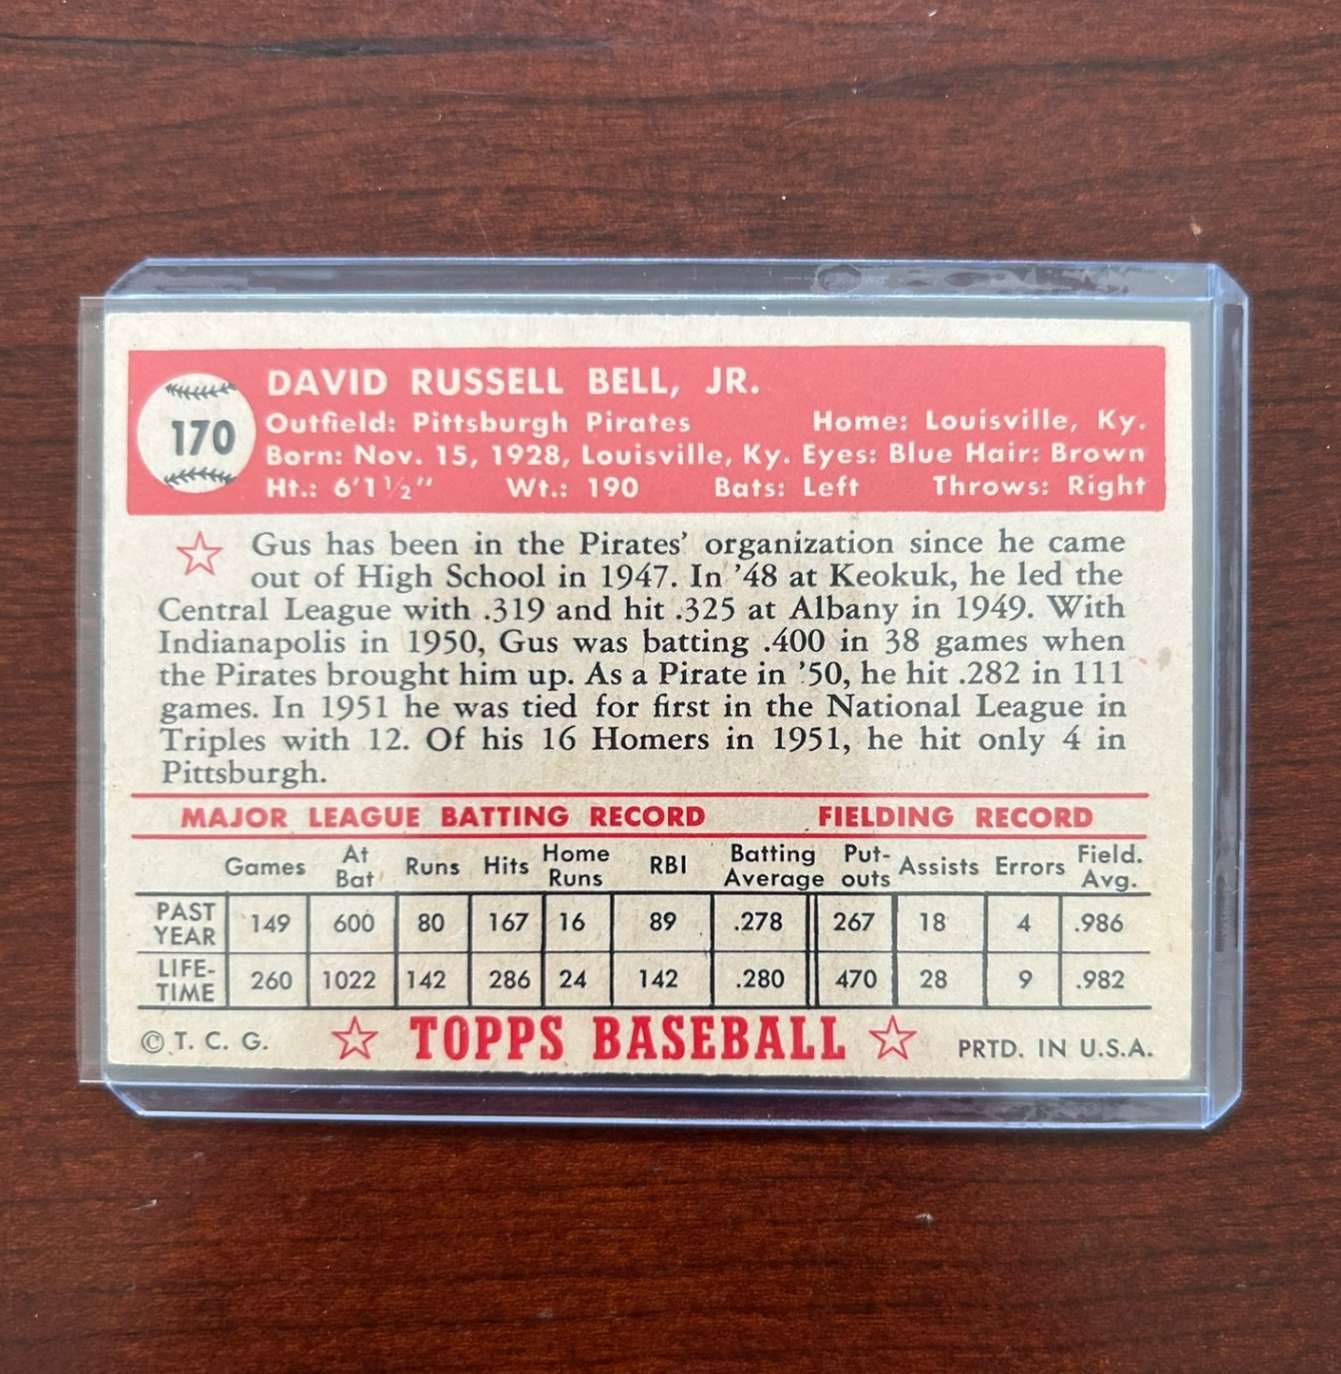 170
DAVID RUSSELL BELL, JR.
Outfield: Pittsburgh Pirates Home: Louisville, Ky.
Born: Nov. 15, 1928, Louisville, Ky. Eyes: Blue Hair: Brown
Ht.: 6'1½" Wt.: 190 Bats: Left Throws: Right
Gus has been in the Pirates' organization since he came
out of High School in 1947. In '48 at Keokuk, he led the
Central League with .319 and hit .325 at Albany in 1949. With
Indianapolis in 1950, Gus was batting .400 in 38 games when
the Pirates brought him up. As a Pirate in '50, he hit .282 in 111
games. In 1951 he was tied for first in the National League in
Triples with 12. Of his 16 Homers in 1951, he hit only 4 in
Pittsburgh.
MAJOR LEAGUE BATTING RECORD FIELDING RECORD
Games At Bat Runs Hits Home Runs RBI Batting Average Put-outs Assists Errors Field. Avg.
PAST YEAR 149 600 80 167 16 89 .278 267 18 4 .986
LIFE-TIME 260 1022 142 286 24 142 .280 470 28 9 .982
© T. C. G. ☆ TOPPS BASEBALL ☆ PRTD. IN U.S.A.